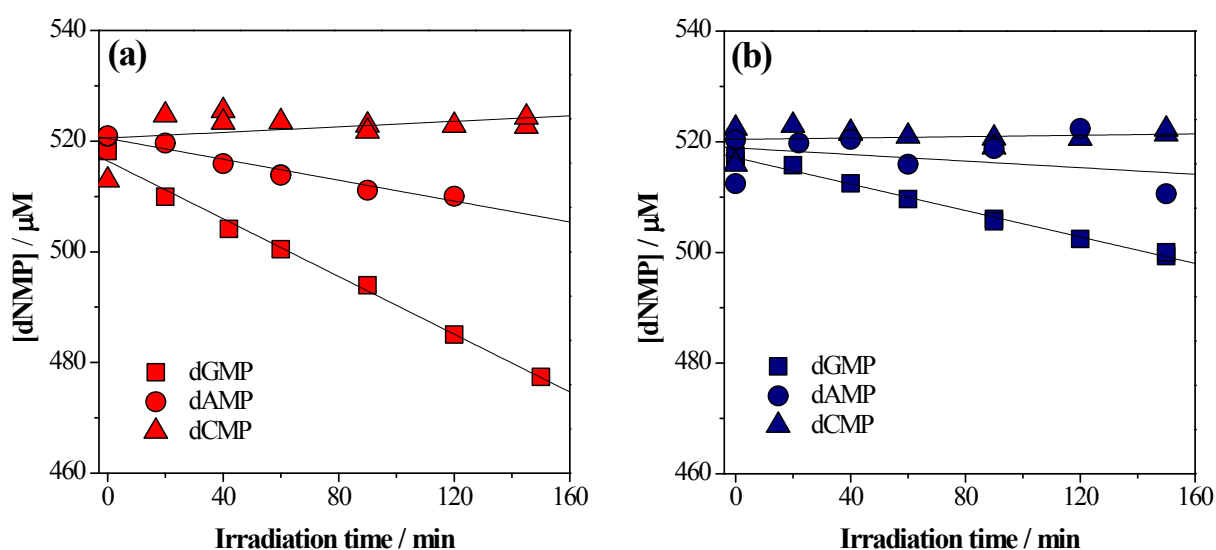 (a)
540
520
500
480
460
[dNMP] / μM
dGMP
dAMP
dCMP
0 40 80 120 160
Irradiation time / min
(b)
540
520
500
480
460
[dNMP] / μM
dGMP
dAMP
dCMP
0 40 80 120 160
Irradiation time / min